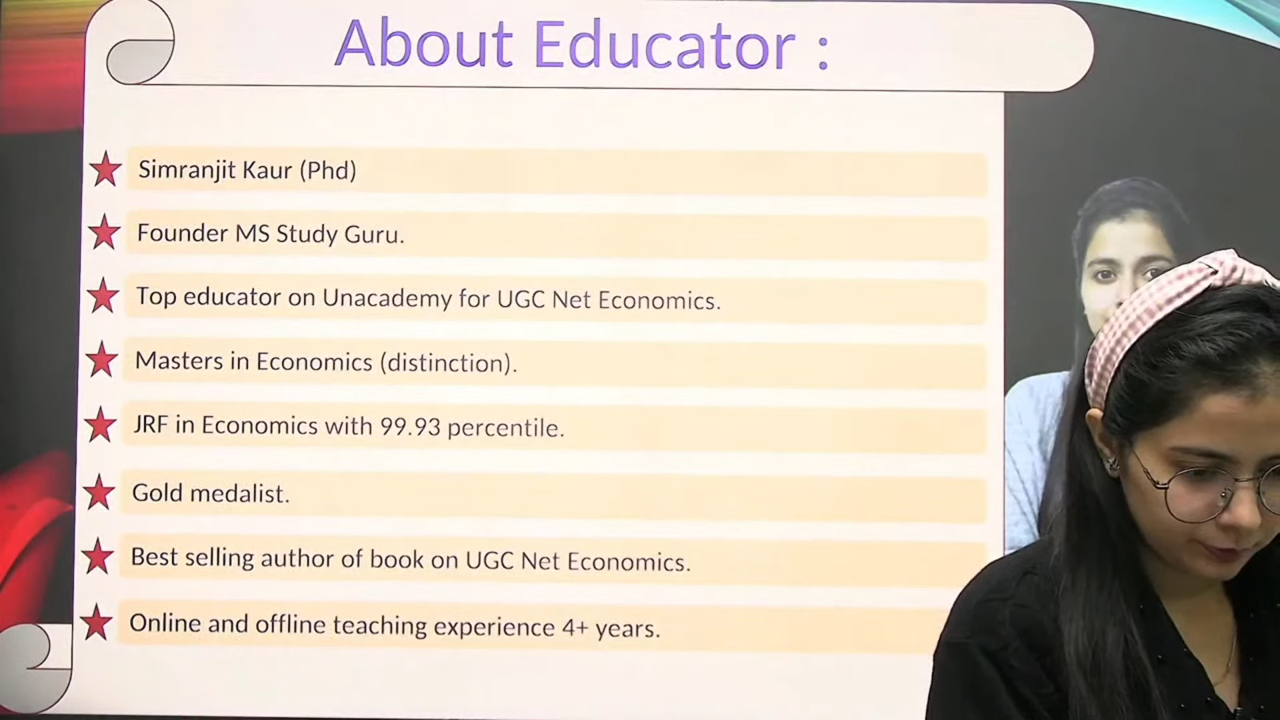 About Educator :
Simranjit Kaur (Phd)
Founder MS Study Guru.
Top educator on Unacademy for UGC Net Economics.
Masters in Economics (distinction).
JRF in Economics with 99.93 percentile.
Gold medalist.
Best selling author of book on UGC Net Economics.
Online and offline teaching experience 4+ years.